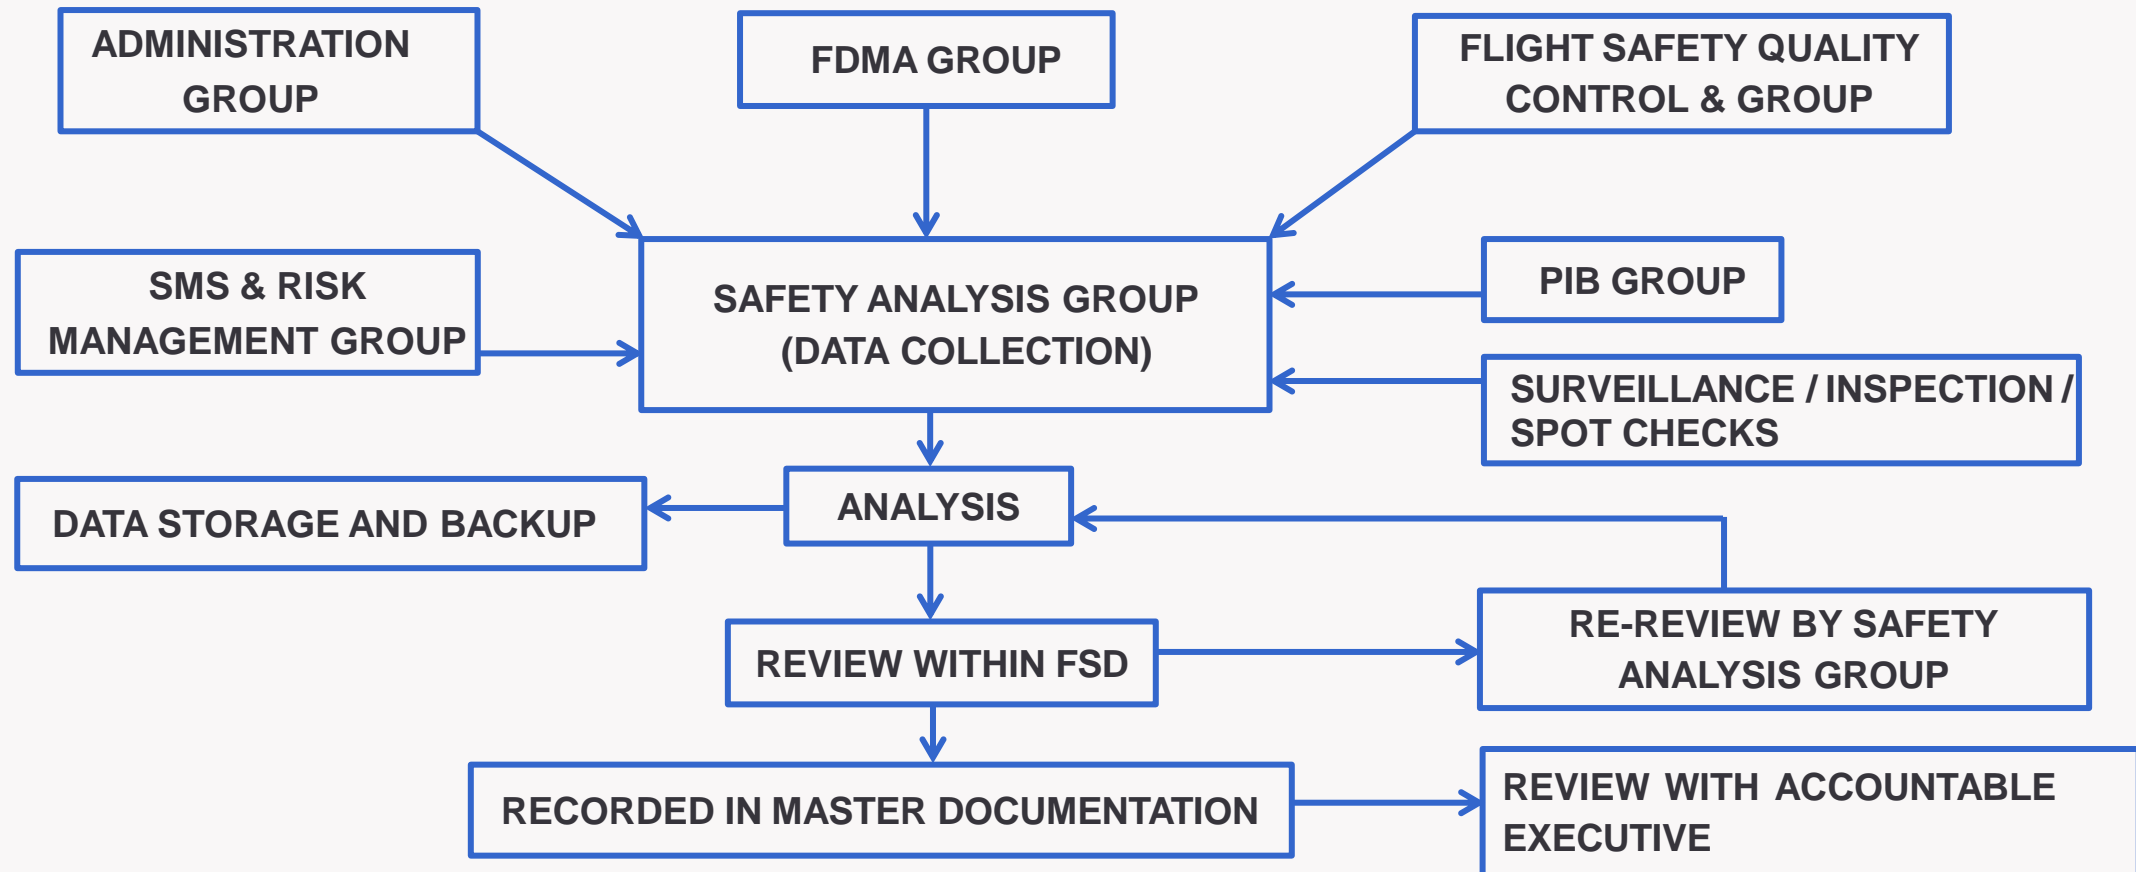 ADMINISTRATION
GROUP
FDMA GROUP
FLIGHT SAFETY QUALITY
CONTROL & GROUP
SMS & RISK
MANAGEMENT GROUP
SAFETY ANALYSIS GROUP
(DATA COLLECTION)
PIB GROUP
SURVEILLANCE / INSPECTION /
SPOT CHECKS
DATA STORAGE AND BACKUP
ANALYSIS
REVIEW WITHIN FSD
RE-REVIEW BY SAFETY
ANALYSIS GROUP
RECORDED IN MASTER DOCUMENTATION
REVIEW WITH ACCOUNTABLE
EXECUTIVE